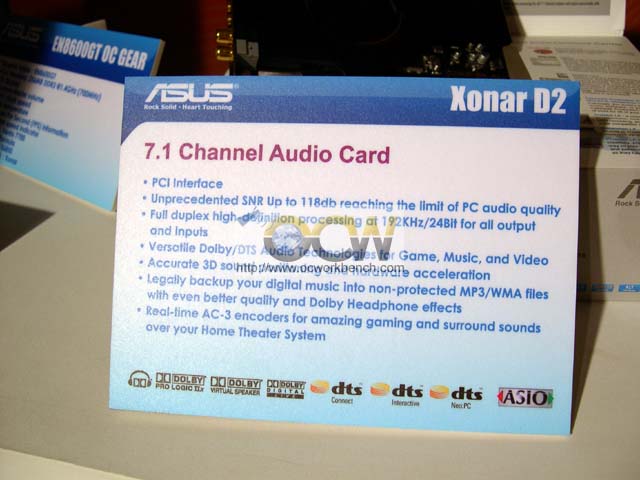 EN8600GT OC GEAR
ASUS
Rock Solid · Heart Touching
Xonar D2
7.1 Channel Audio Card
• PCI Interface
• Unprecedented SNR Up to 118db reaching the limit of PC audio quality
• Full duplex high-definition processing at 192KHz/24Bit for all output
and Inputs
• Versatile Dolby/DTS Audio Technologies for Game, Music, and Video
• Accurate 3D hardware acceleration
• Legally backup your digital music into non-protected MP3/WMA files
with even better quality and Dolby Headphone effects
• Real-time AC-3 encoders for amazing gaming and surround sounds
over your Home Theater System
OCW
http://www.ocworkbench.com
DOLBY
PRO LOGIC IIx
DOLBY
VIRTUAL SPEAKER
DOLBY
DIGITAL
LIVE
dts
Connect
dts
Interactive
dts
Neo:PC
ASIO
Rock S